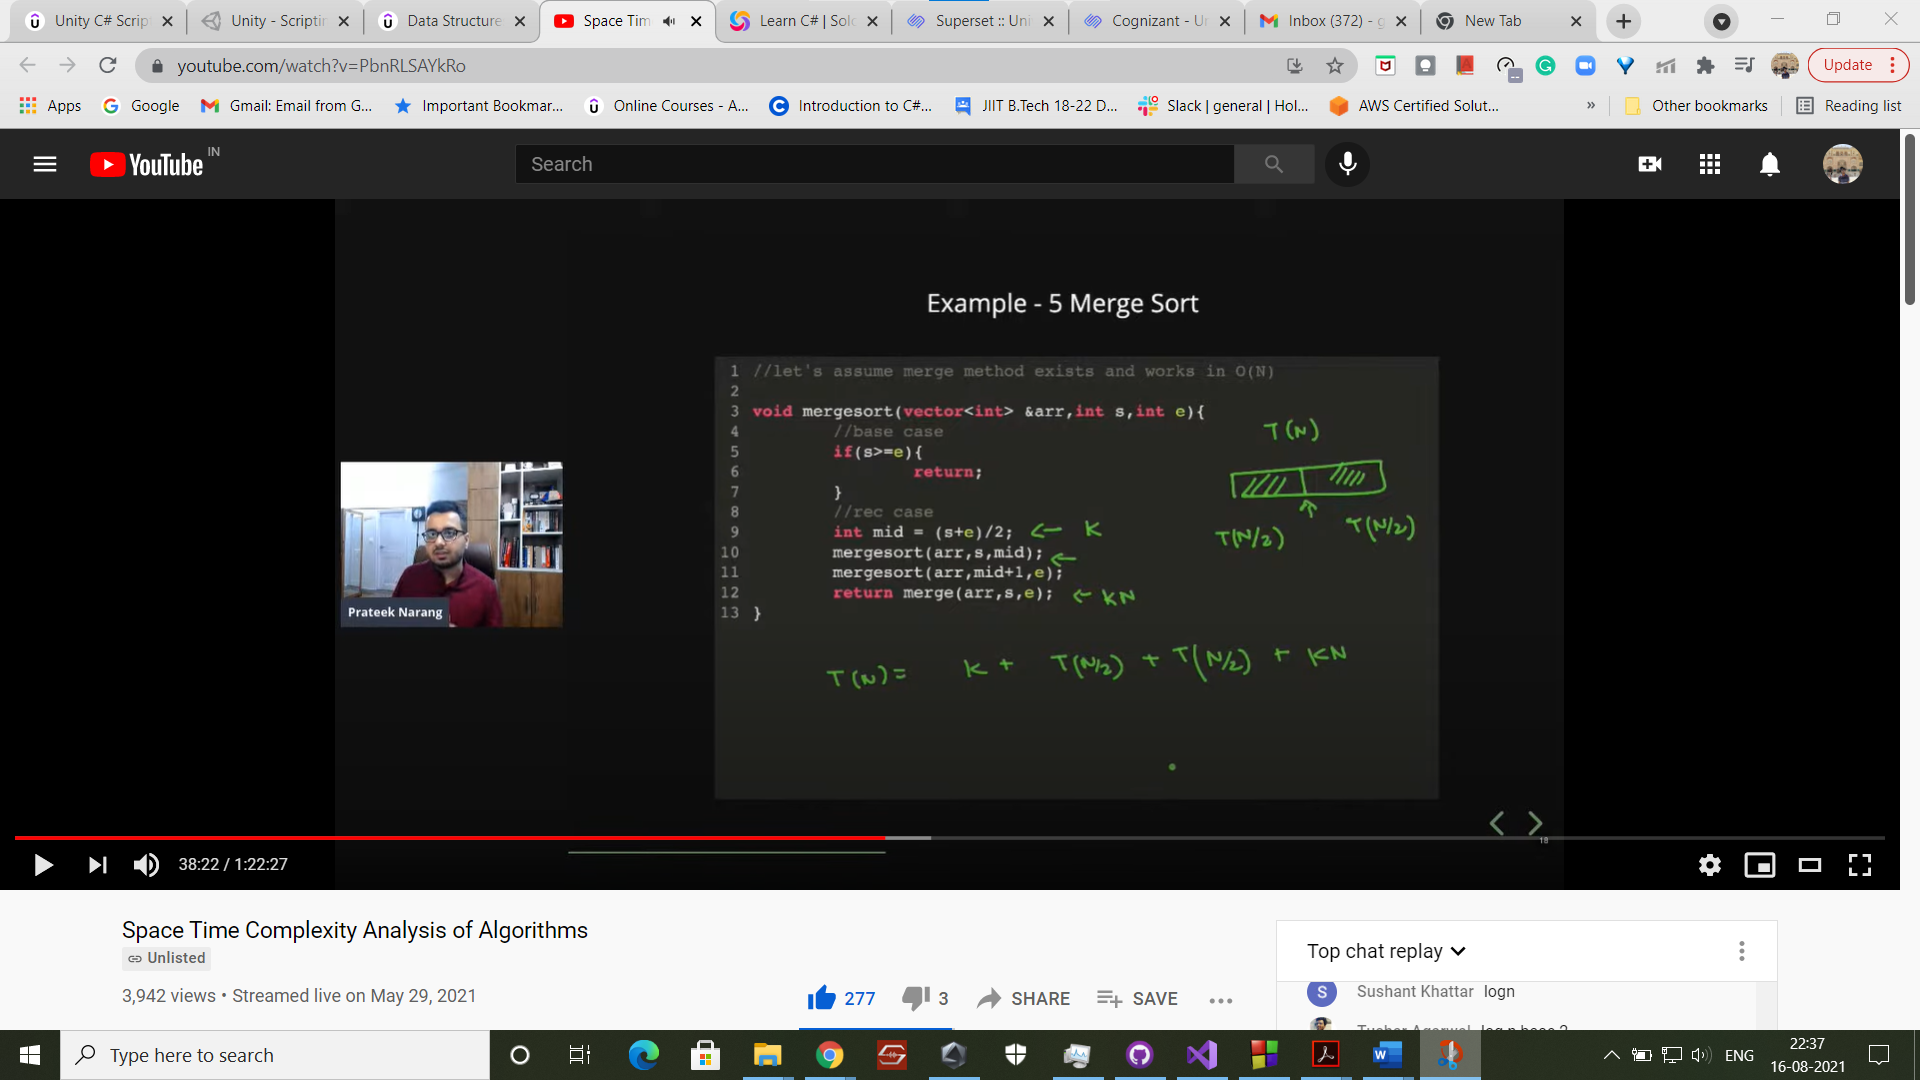 Unity C# Scrip
Unity - Scriptin
Data Structure
Space Tim
Learn C# | Solo
Superset :: Uni
Cognizant - Ur
Inbox (372) - g
New Tab
youtube.com/watch?v=PbnRLSAYkRo
Update
Apps
Google
Gmail: Email from G...
Important Bookmar...
Online Courses - A...
Introduction to C#...
JIIT B.Tech 18-22 D...
Slack | general | Hol...
AWS Certified Solut...
»
Other bookmarks
Reading list
YouTube IN
Search
Example - 5 Merge Sort
1 //let's assume merge method exists and works in O(N)
2
3 void mergesort(vector<int> &arr,int s,int e){
4 //base case
5 if(s>=e){
6 return;
7 }
8 //rec case
9 int mid = (s+e)/2; ← K
10 mergesort(arr,s,mid); ←
11 mergesort(arr,mid+1,e);
12 return merge(arr,s,e); ← KN
13 }
T(N)
T(N/2) T(N/2)
T(N) = K + T(N/2) + T(N/2) + KN
Prateek Narang
18
38:22 / 1:22:27
Space Time Complexity Analysis of Algorithms
Unlisted
3,942 views • Streamed live on May 29, 2021
277
3
SHARE
SAVE
Top chat replay
S Sushant Khattar logn
Type here to search
ENG
22:37
16-08-2021